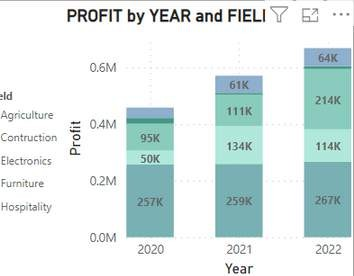 PROFIT by YEAR and FIEL
eld
Agriculture
Contruction
Electronics
Furniture
Hospitality
Profit
0.6M
0.4M
0.2M
0.0M
95K
50K
257K
61K
111K
134K
259K
64K
214K
114K
267K
2020 2021 2022
Year